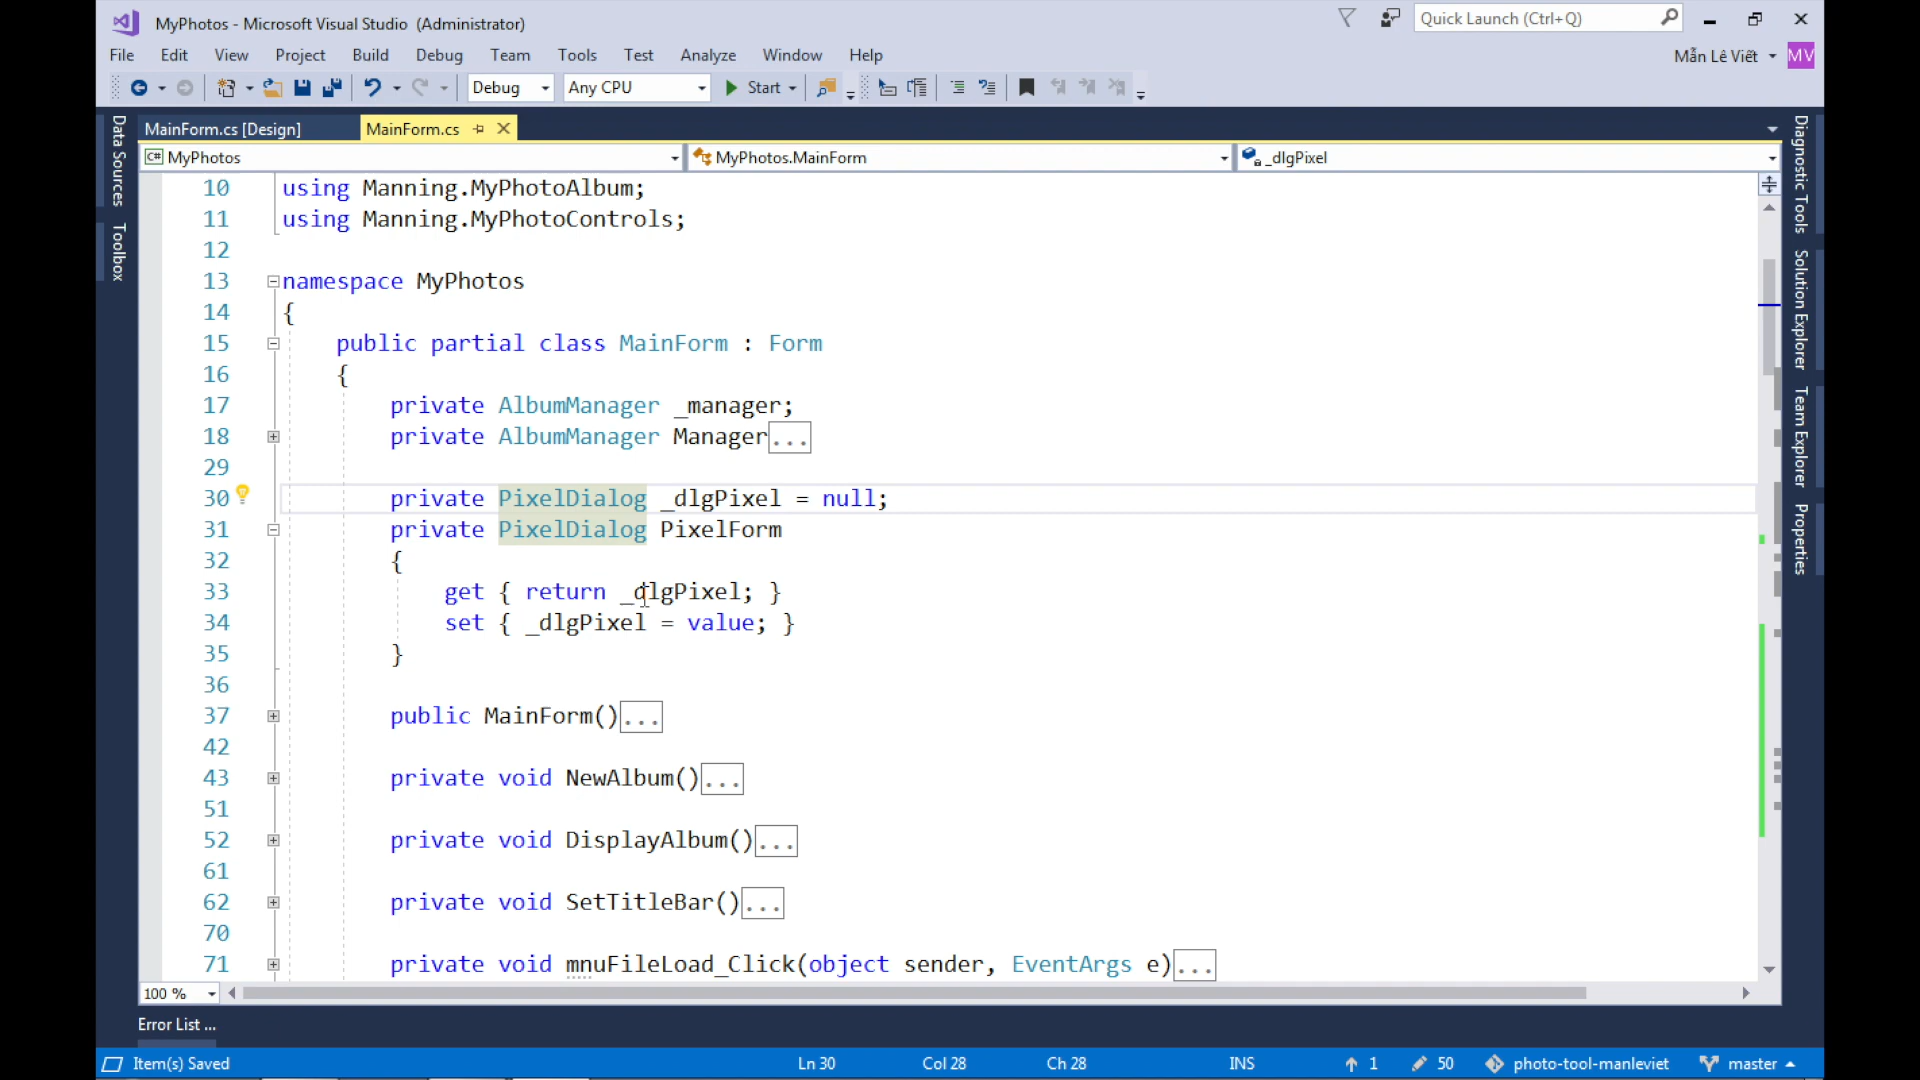 MyPhotos - Microsoft Visual Studio (Administrator)
Quick Launch (Ctrl+Q)
File Edit View Project Build Debug Team Tools Test Analyze Window Help
Mẫn Lê Viết MV
Debug Any CPU Start
MainForm.cs [Design] MainForm.cs
C# MyPhotos MyPhotos.MainForm _dlgPixel
Data Sources
Toolbox
Diagnostic Tools
Solution Explorer
Team Explorer
Properties
10 using Manning.MyPhotoAlbum;
11 using Manning.MyPhotoControls;
12
13 namespace MyPhotos
14 {
15 public partial class MainForm : Form
16 {
17 private AlbumManager _manager;
18 private AlbumManager Manager...
29
30 private PixelDialog _dlgPixel = null;
31 private PixelDialog PixelForm
32 {
33 get { return _dlgPixel; }
34 set { _dlgPixel = value; }
35 }
36
37 public MainForm()...
42
43 private void NewAlbum()...
51
52 private void DisplayAlbum()...
61
62 private void SetTitleBar()...
70
71 private void mnuFileLoad_Click(object sender, EventArgs e)...
100 %
Error List ...
Item(s) Saved Ln 30 Col 28 Ch 28 INS 1 50 photo-tool-manleviet master